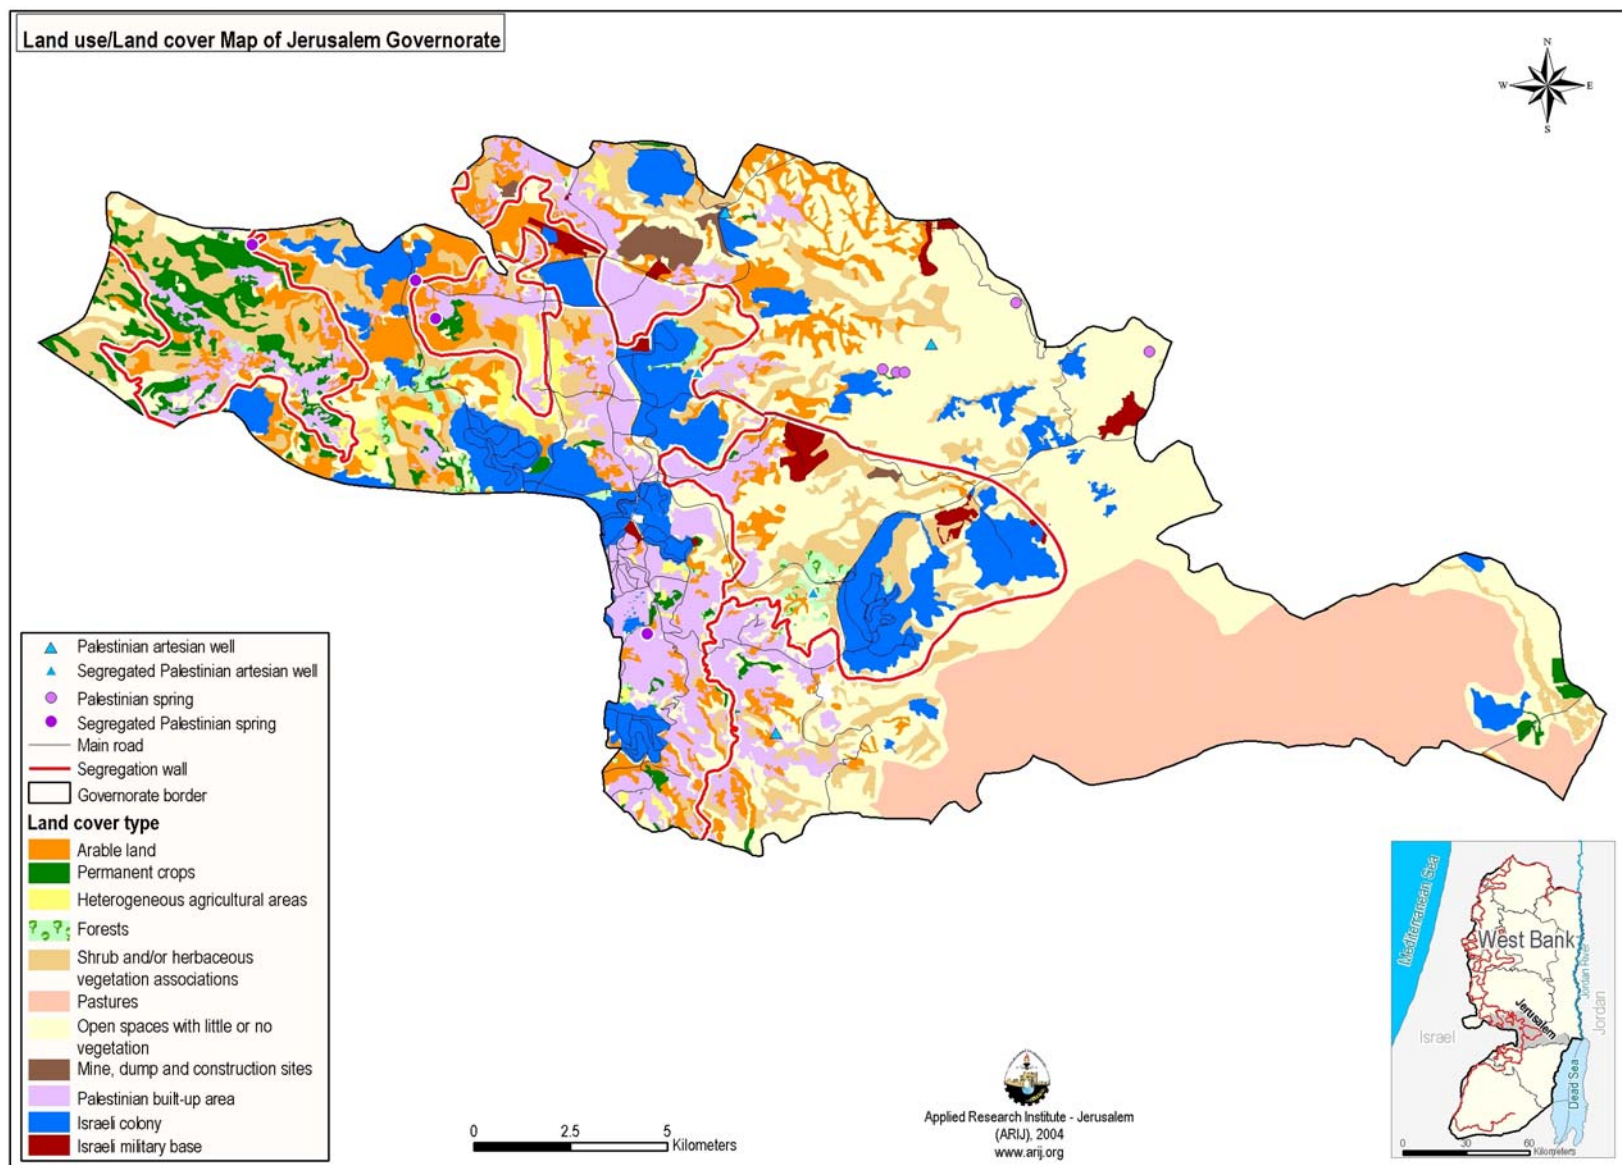 Land use/Land cover Map of Jerusalem Governorate
N
W
E
S
Palestinian artesian well
Segregated Palestinian artesian well
Palestinian spring
Segregated Palestinian spring
Main road
Segregation wall
Governorate border
Land cover type
Arable land
Permanent crops
Heterogeneous agricultural areas
Forests
Shrub and/or herbaceous
vegetation associations
Pastures
Open spaces with little or no
vegetation
Mine, dump and construction sites
Palestinian built-up area
Israeli colony
Israeli military base
0 2.5 5
Kilometers
Applied Research Institute - Jerusalem
(ARIJ), 2004
www.arij.org
Mediterranean Sea
West Bank
Jordan River
Jordan
Jerusalem
Israel
Dead Sea
0 30 60
Kilometers